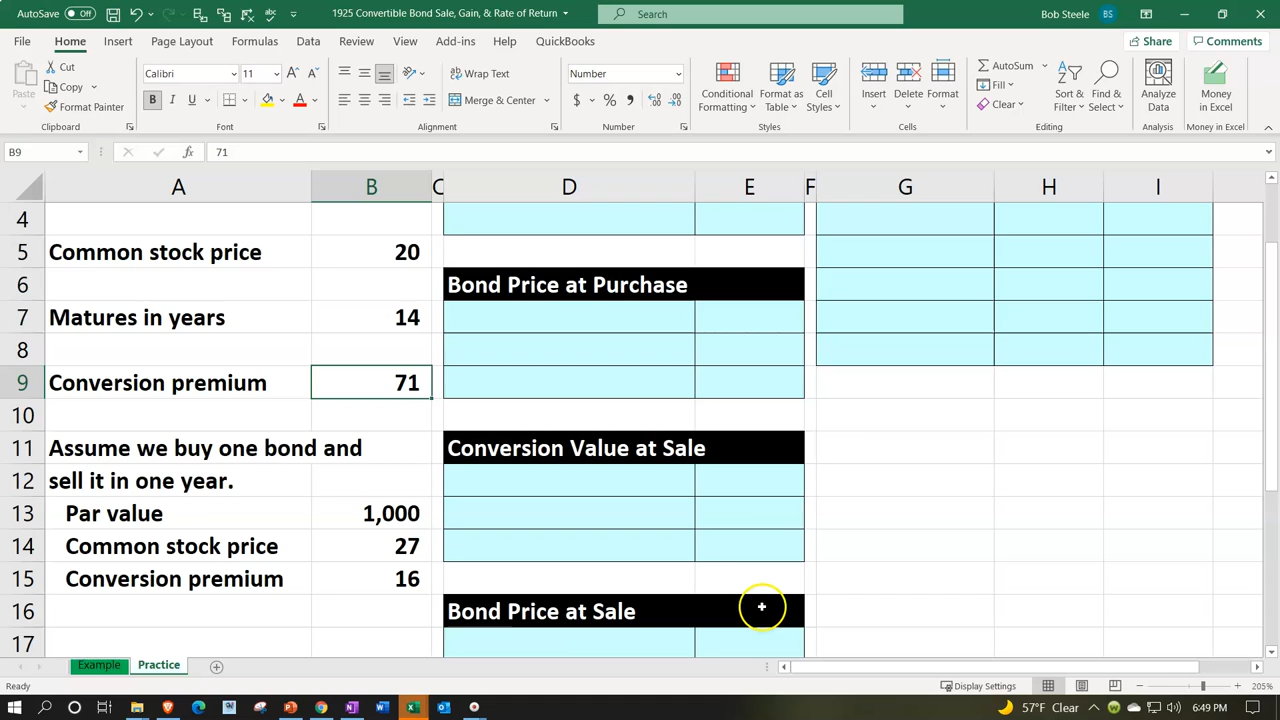 AutoSave Off
1925 Convertible Bond Sale, Gain, & Rate of Return
Search
Bob Steele
BS
File Home Insert Page Layout Formulas Data Review View Add-ins Help QuickBooks
Share Comments
Paste
Cut
Copy
Format Painter
Clipboard
Calibri 11
B I U
Font
Wrap Text
Merge & Center
Alignment
Number
$ % 9
Number
Conditional Formatting
Format as Table
Cell Styles
Styles
Insert Delete Format
Cells
AutoSum
Fill
Clear
Sort & Filter
Find & Select
Editing
Analyze Data
Analysis
Money in Excel
Money in Excel
B9 fx 71
A B C D E F G H I
4
5 Common stock price 20
6 Bond Price at Purchase
7 Matures in years 14
8
9 Conversion premium 71
10
11 Assume we buy one bond and Conversion Value at Sale
12 sell it in one year.
13 Par value 1,000
14 Common stock price 27
15 Conversion premium 16
16 Bond Price at Sale
17
Example Practice
Ready
Display Settings
205%
57°F Clear
6:49 PM